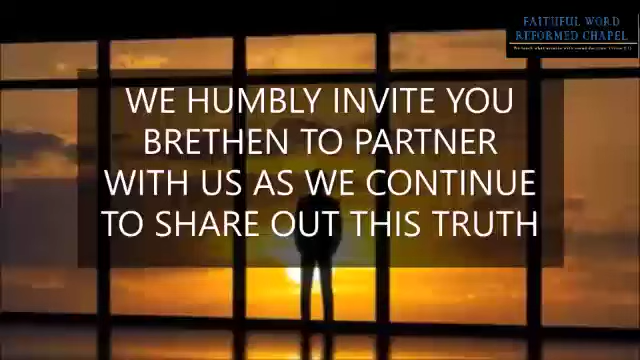 FAITHFUL WORD
REFORMED CHAPEL
WE HUMBLY INVITE YOU
BRETHEN TO PARTNER
WITH US AS WE CONTINUE
TO SHARE OUT THIS TRUTH